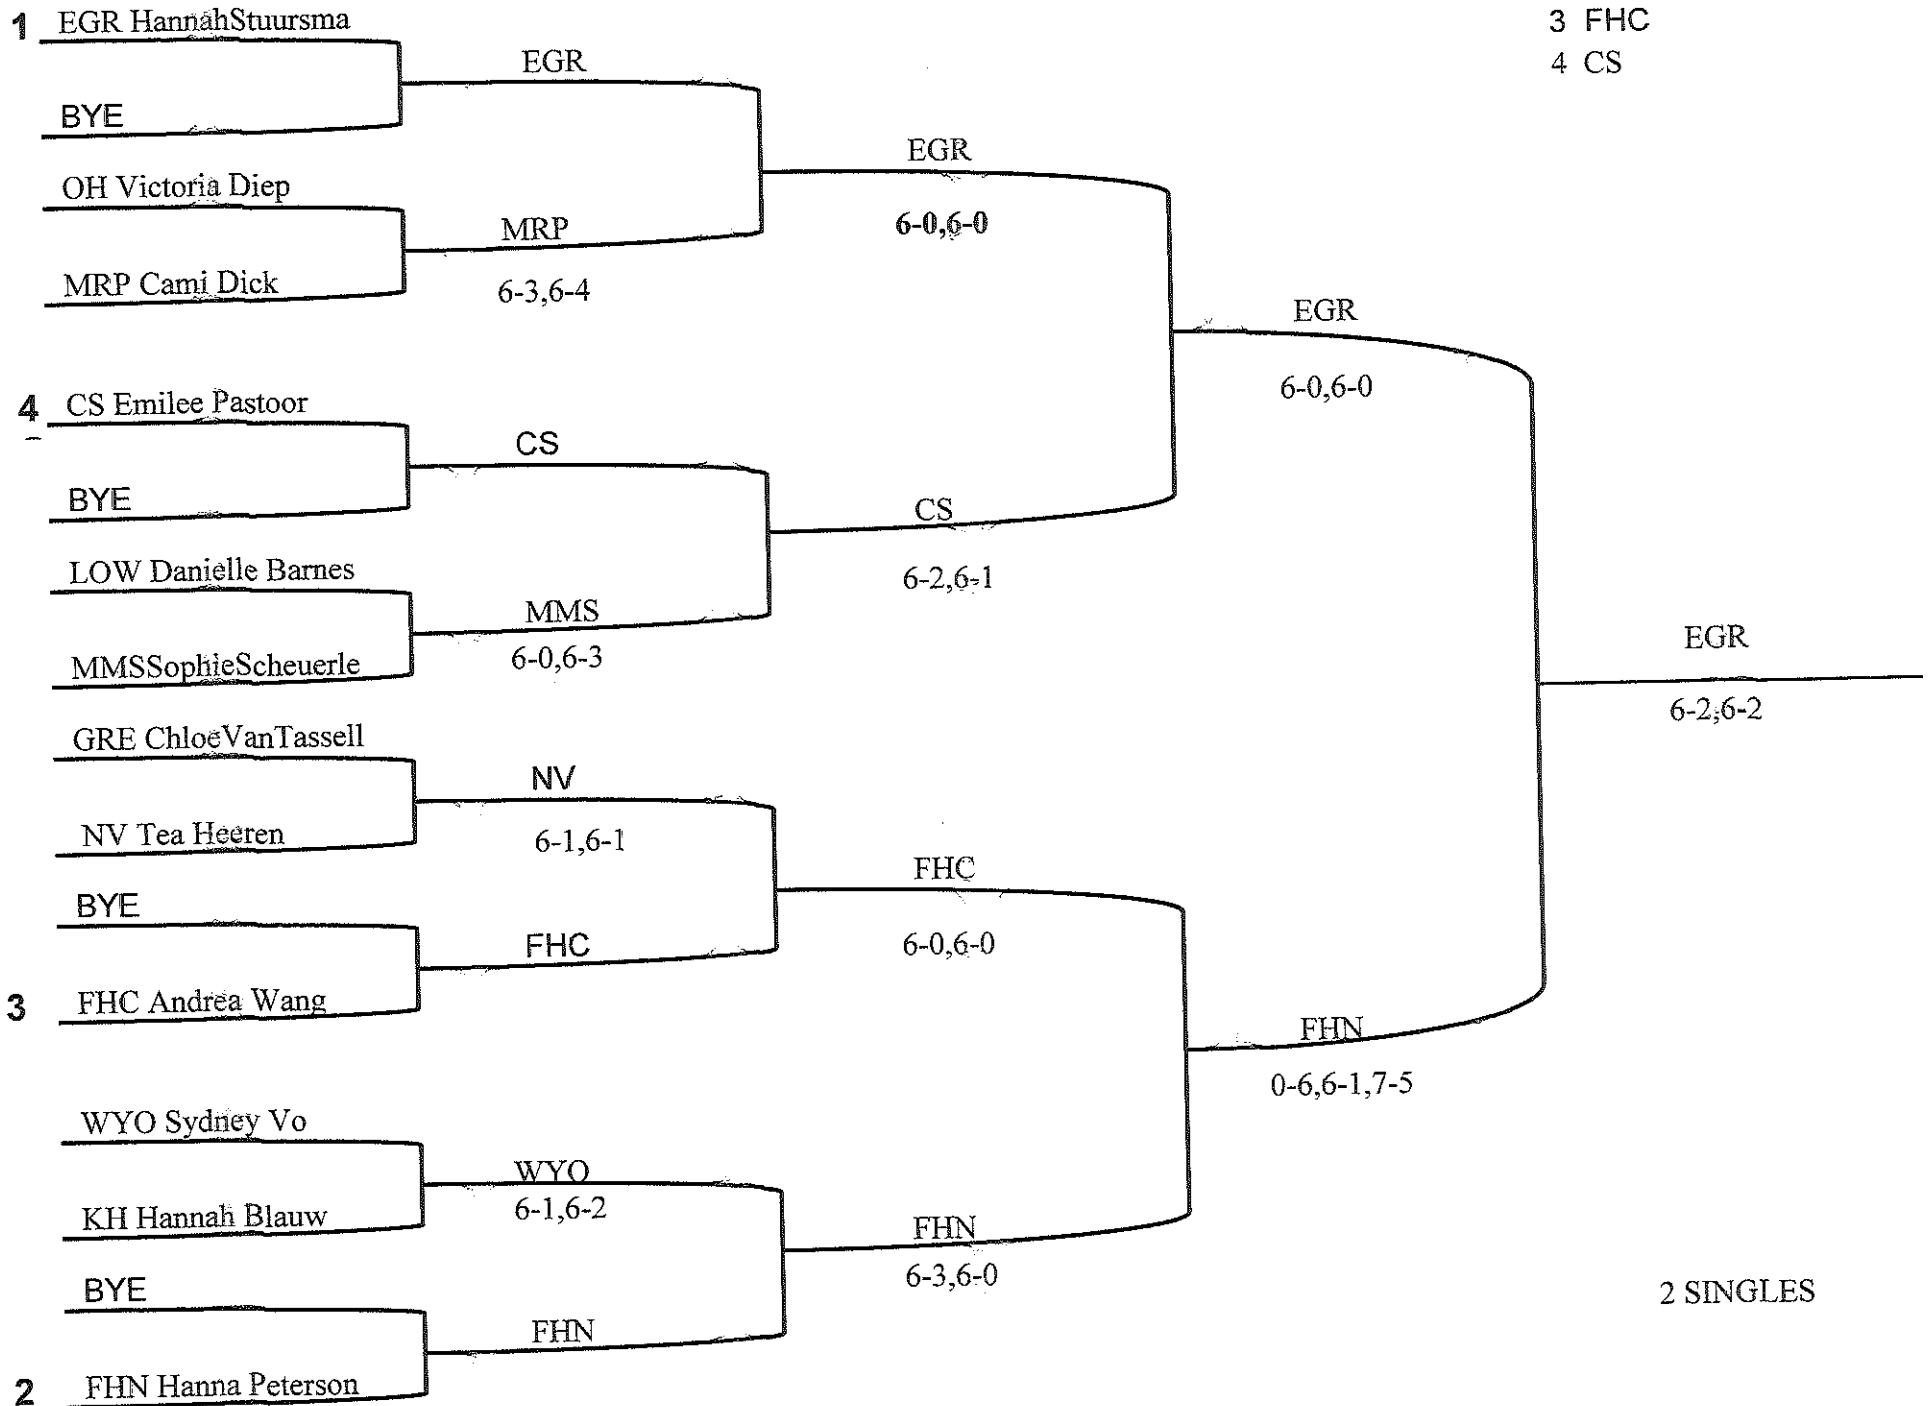 1 EGR HannahStuursma
BYE
OH Victoria Diep
MRP Cami Dick
4 CS Emilee Pastoor
BYE
LOW Danielle Barnes
MMSSophieScheuerle
GRE ChloeVanTassell
NV Tea Heeren
BYE
3 FHC Andrea Wang
WYO Sydney Vo
KH Hannah Blauw
BYE
2 FHN Hanna Peterson
EGR
MRP
6-3,6-4
CS
MMS
6-0,6-3
NV
6-1,6-1
FHC
WYO
6-1,6-2
FHN
EGR
6-0,6-0
CS
6-2,6-1
FHC
6-0,6-0
FHN
6-3,6-0
EGR
6-0,6-0
FHN
0-6,6-1,7-5
3 FHC
4 CS
EGR
6-2,6-2
2 SINGLES